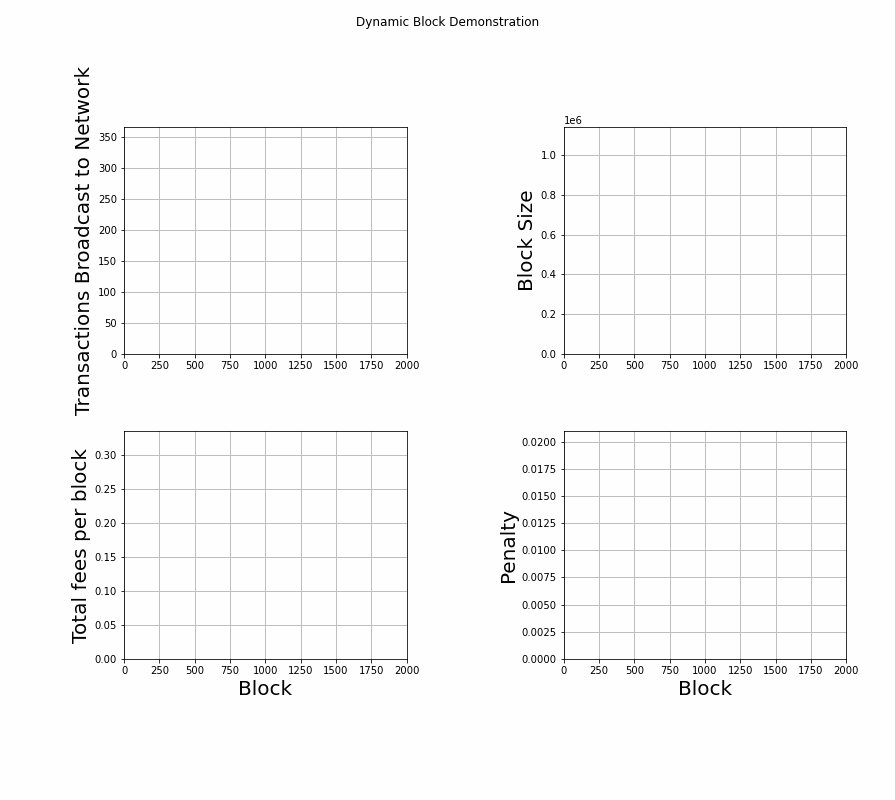 Dynamic Block Demonstration
Transactions Broadcast to Network
350
300
250
200
150
100
50
0
0 250 500 750 1000 1250 1500 1750 2000
1e6
Block Size
1.0
0.8
0.6
0.4
0.2
0.0
0 250 500 750 1000 1250 1500 1750 2000
Total fees per block
0.30
0.25
0.20
0.15
0.10
0.05
0.00
0 250 500 750 1000 1250 1500 1750 2000
Block
Penalty
0.0200
0.0175
0.0150
0.0125
0.0100
0.0075
0.0050
0.0025
0.0000
0 250 500 750 1000 1250 1500 1750 2000
Block